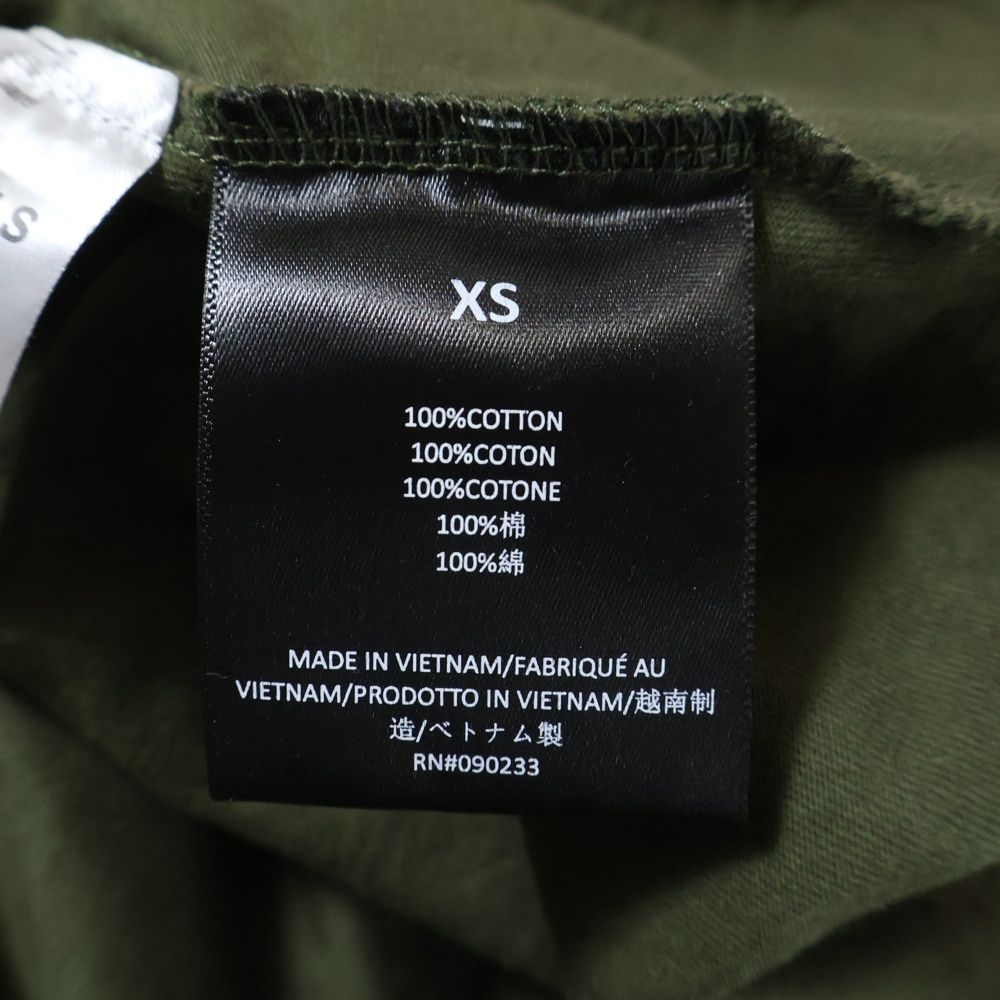 XS
100%COTTON
100%COTON
100%COTONE
100%棉
100%綿
MADE IN VIETNAM/FABRIQUÉ AU
VIETNAM/PRODOTTO IN VIETNAM/越南制
造/ベトナム製
RN#090233